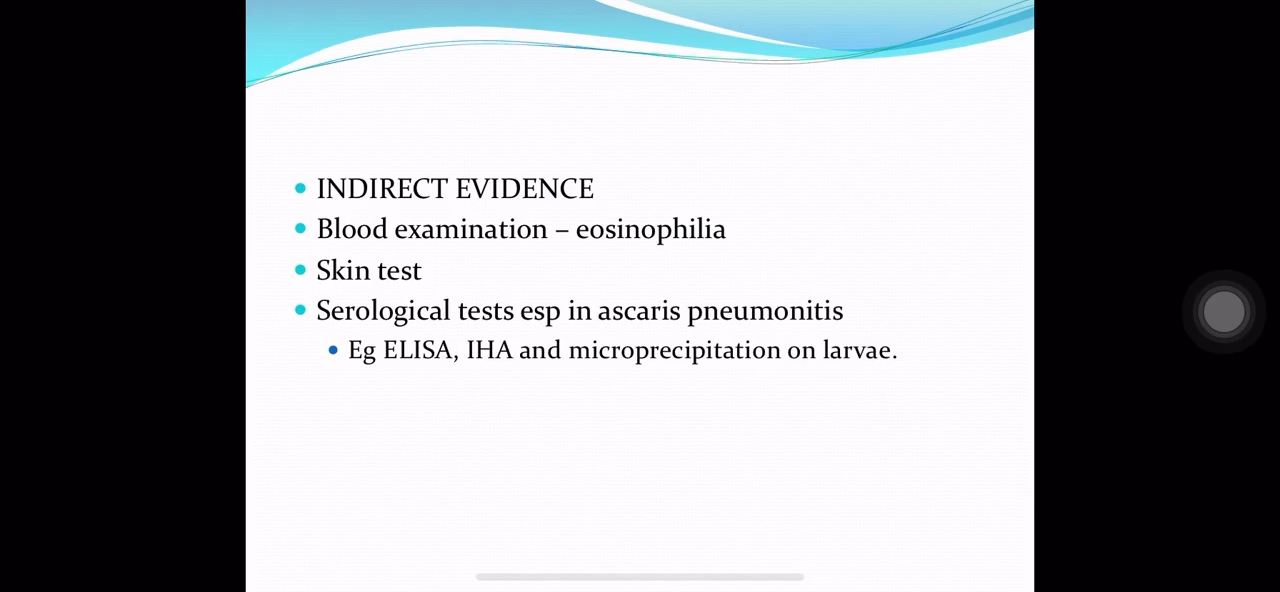 INDIRECT EVIDENCE
Blood examination – eosinophilia
Skin test
Serological tests esp in ascaris pneumonitis
Eg ELISA, IHA and microprecipitation on larvae.